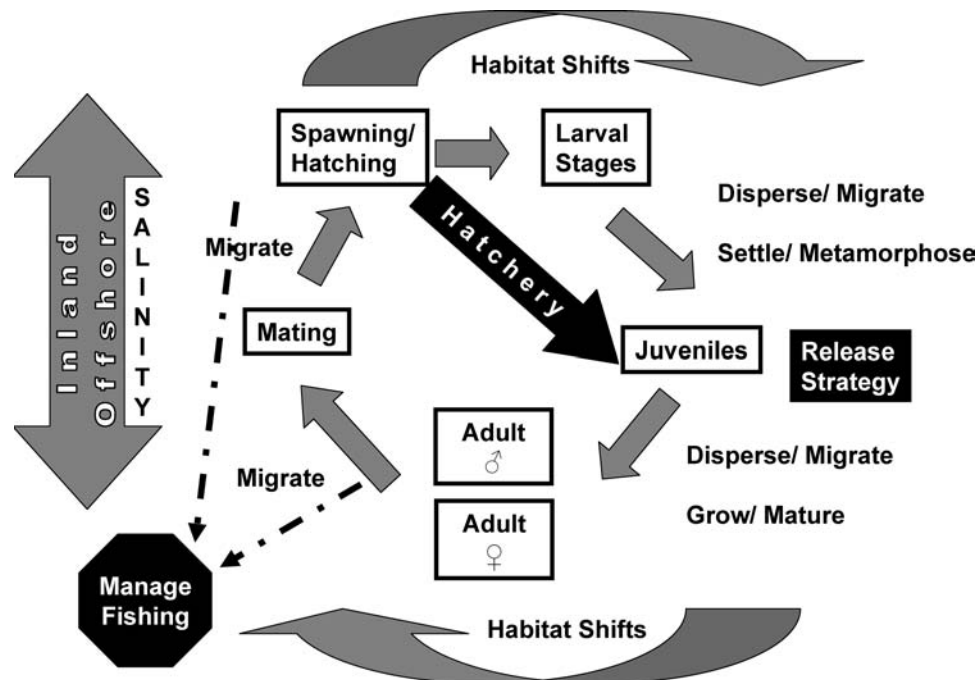 Habitat Shifts
Spawning/
Hatching
Larval
Stages
Inland
Offshore
SALINITY
Hatchery
Disperse/ Migrate
Settle/ Metamorphose
Migrate
Mating
Juveniles
Release
Strategy
Adult
♂
Adult
♀
Disperse/ Migrate
Grow/ Mature
Migrate
Manage
Fishing
Habitat Shifts